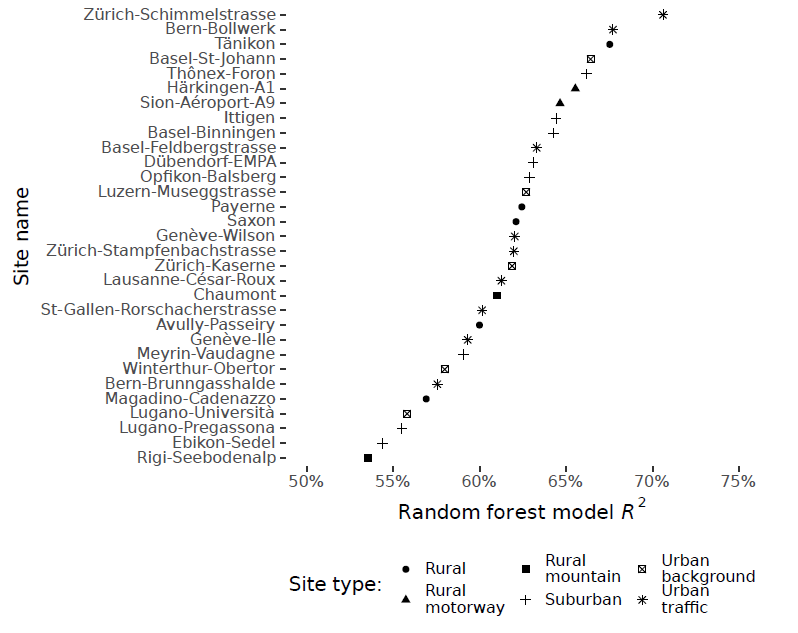 Zürich-Schimmelstrasse
Bern-Bollwerk
Tänikon
Basel-St-Johann
Thônex-Foron
Härkingen-A1
Sion-Aéroport-A9
Ittigen
Basel-Binningen
Basel-Feldbergstrasse
Dübendorf-EMPA
Opfikon-Balsberg
Luzern-Museggstrasse
Payerne
Saxon
Genève-Wilson
Zürich-Stampfenbachstrasse
Zürich-Kaserne
Lausanne-César-Roux
Chaumont
St-Gallen-Rorschacherstrasse
Avully-Passeiry
Genève-Ile
Meyrin-Vaudagne
Winterthur-Obertor
Bern-Brunngasshalde
Magadino-Cadenazzo
Lugano-Università
Lugano-Pregassona
Ebikon-Sedel
Rigi-Seebodenalp
Site name
50% 55% 60% 65% 70% 75%
Random forest model R²
Site type:
Rural
Rural
motorway
Rural
mountain
Suburban
Urban
background
Urban
traffic